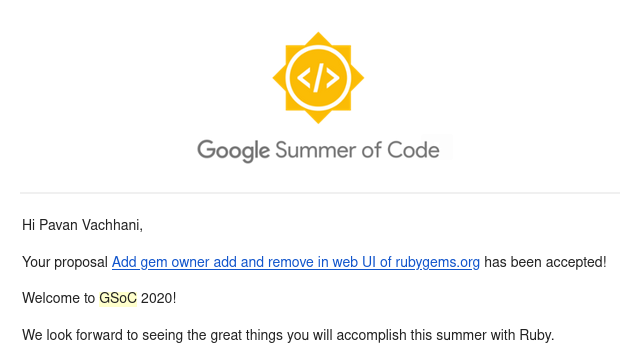 </>
Google Summer of Code
Hi Pavan Vachhani,
Your proposal Add gem owner add and remove in web UI of rubygems.org has been accepted!
Welcome to GSoC 2020!
We look forward to seeing the great things you will accomplish this summer with Ruby.